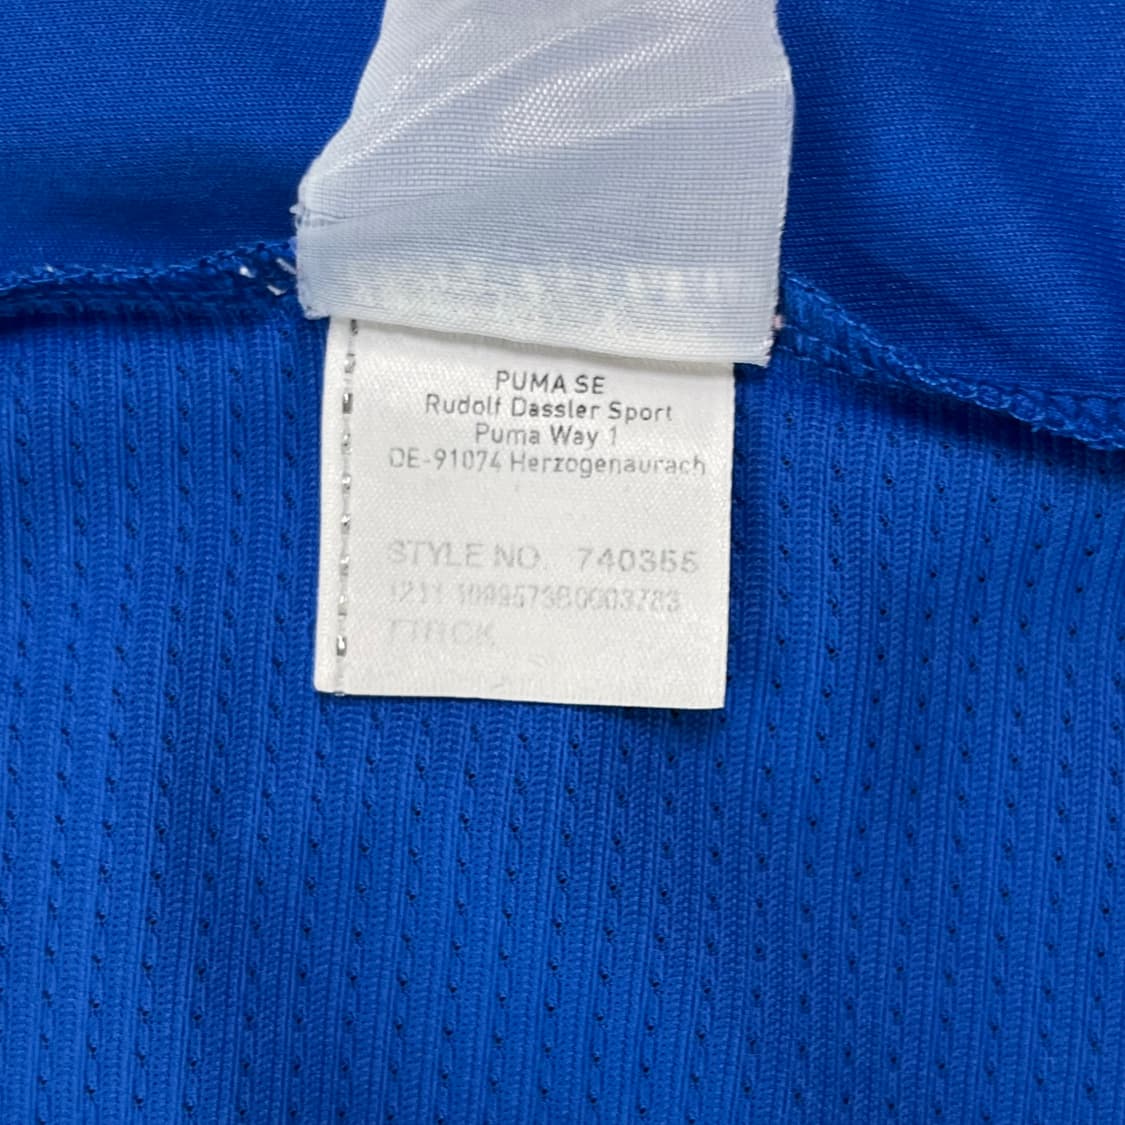 PUMA SE
Rudolf Dassler Sport
Puma Way 1
DE-91074 Herzogenaurach
STYLE NO. 740355